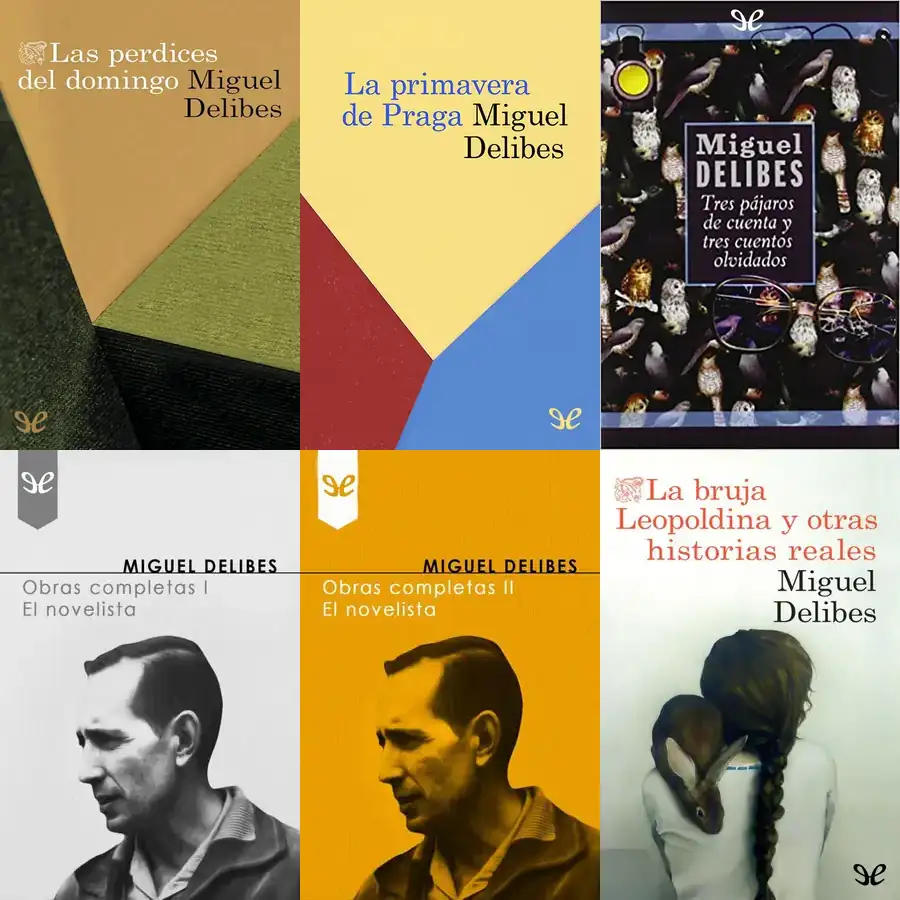 Las perdices
del domingo Miguel
Delibes
La primavera
de Praga Miguel
Delibes
Miguel
DELIBES
Tres pájaros
de cuenta y
tres cuentos
olvidados
MIGUEL DELIBES
Obras completas I
El novelista
MIGUEL DELIBES
Obras completas II
El novelista
La bruja
Leopoldina y otras
historias reales
Miguel
Delibes